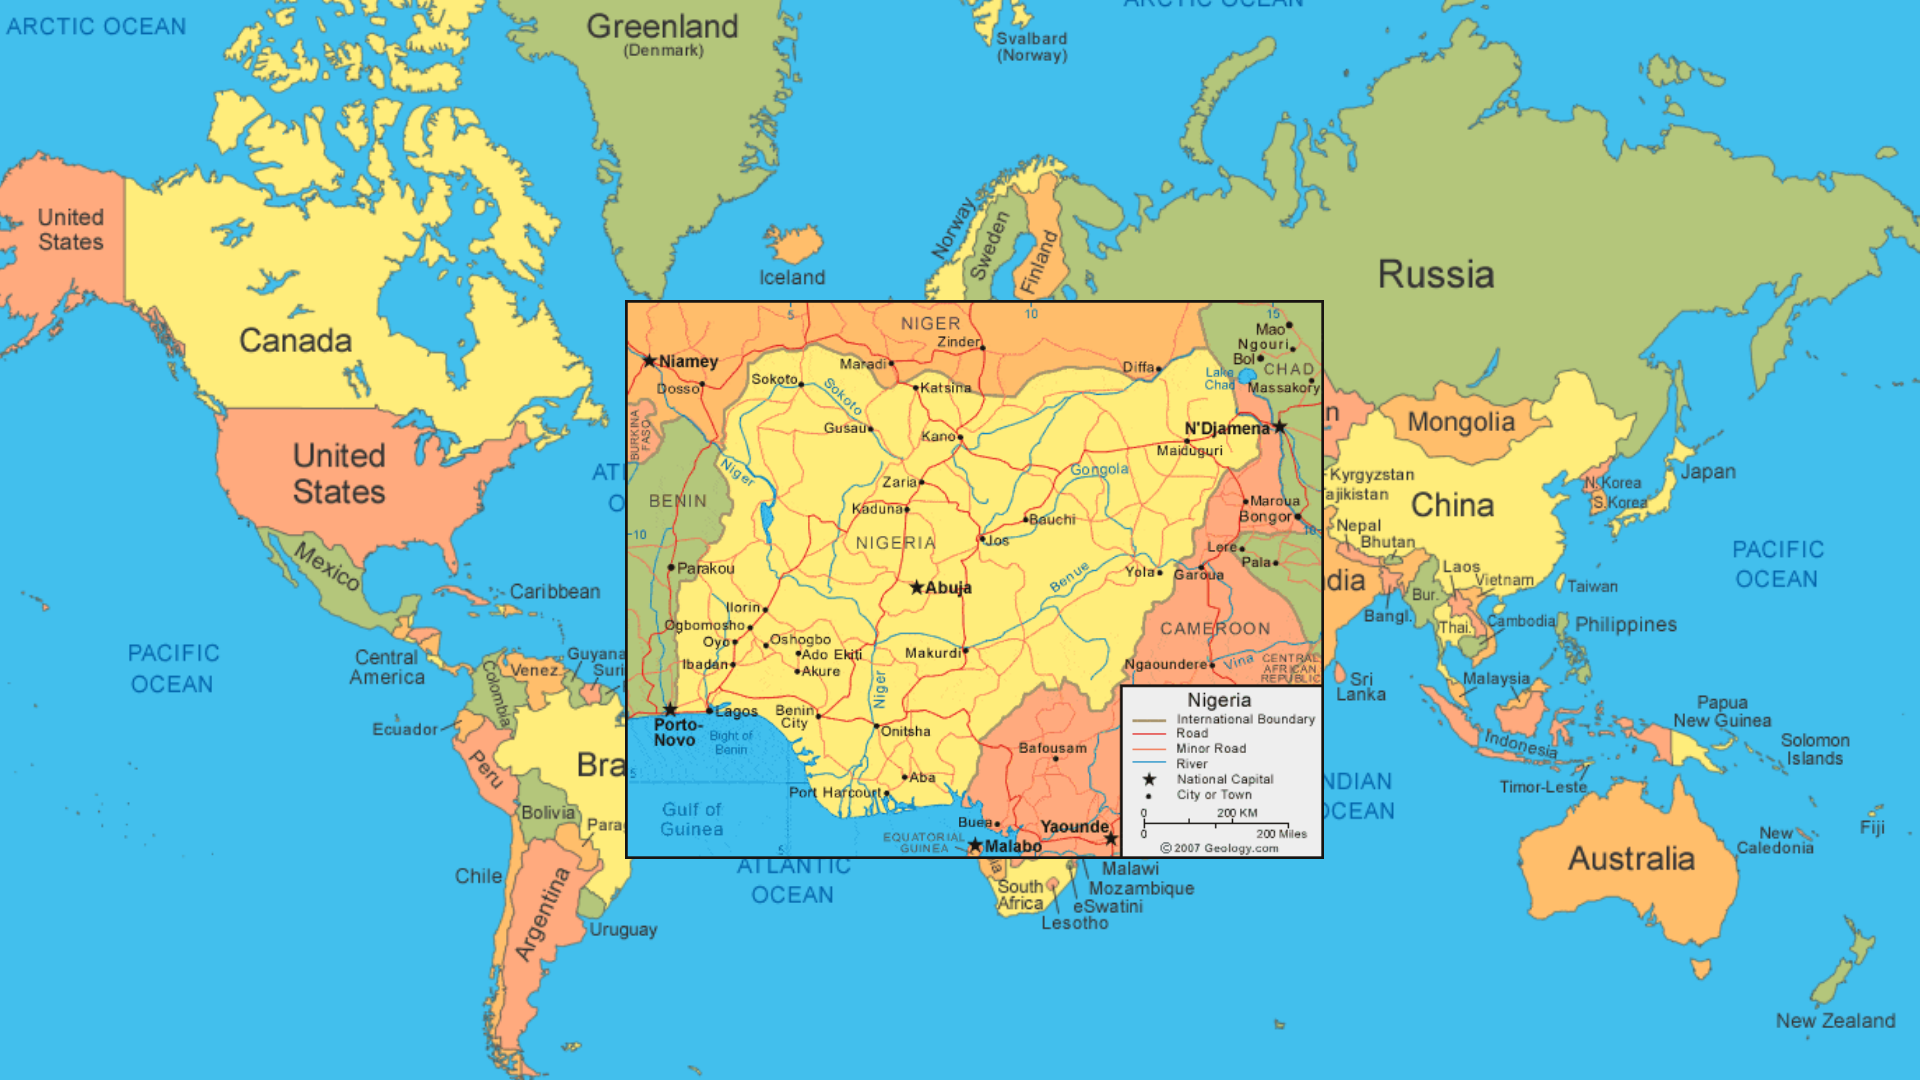 ARCTIC OCEAN
Greenland
(Denmark)
Svalbard
(Norway)
ARCTIC OCEAN
United
States
Norway
Sweden
Finland
Iceland
Russia
Canada
United
States
Mexico
Caribbean
PACIFIC
OCEAN
Central
America
Guyana
Suri
Venez.
Colombia
Ecuador
Peru
Bra
Bolivia
Para
Chile
Argentina
Uruguay
AT
O
ATLANTIC
OCEAN
5
10
15
NIGER
Zinder
Mao
Ngouri
Bol
CHAD
Massakory
Niamey
Dosso
Sokoto
Sokoto
Maradi
Katsina
Diffa
Lake
Chad
BURKINA
FASO
Gusau
Kano
N'Djamena
Maiduguri
Niger
Gongola
BENIN
Zaria
Kaduna
Bauchi
Maroua
Bongor
10
10
NIGERIA
Jos
Lere
Pala
Parakou
Abuja
Benue
Yola
Garoua
Ilorin
Ogbomosho
Oyo
Oshogbo
Ado Ekiti
Ibadan
Akure
Makurdi
CAMEROON
Ngaoundere
Vina
CENTRAL
AFRICAN
REPUBLIC
Niger
Lagos
Porto-
Novo
Bight of
Benin
Benin
City
Onitsha
Bafousam
5
Aba
Port Harcourt
Gulf of
Guinea
Buea
Yaounde
EQUATORIAL
GUINEA
Malabo
5
Nigeria
International Boundary
Road
Minor Road
River
National Capital
City or Town
0
200 KM
0
200 Miles
© 2007 Geology.com
South
Africa
Malawi
Mozambique
eSwatini
Lesotho
n
Mongolia
Kyrgyzstan
ajikistan
China
N. Korea
S.Korea
Japan
Nepal
Bhutan
dia
Bangl.
Bur.
Laos
Vietnam
Thai.
Cambodia
Taiwan
Philippines
Sri
Lanka
Malaysia
Indonesia
PACIFIC
OCEAN
Papua
New Guinea
Solomon
Islands
Timor-Leste
NDIAN
OCEAN
Australia
New
Caledonia
Fiji
New Zealand